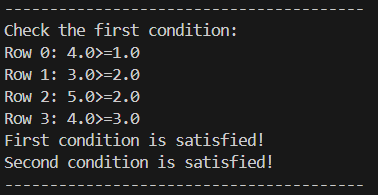 ----------------------------------------
Check the first condition:
Row 0: 4.0>=1.0
Row 1: 3.0>=2.0
Row 2: 5.0>=2.0
Row 3: 4.0>=3.0
First condition is satisfied!
Second condition is satisfied!
----------------------------------------